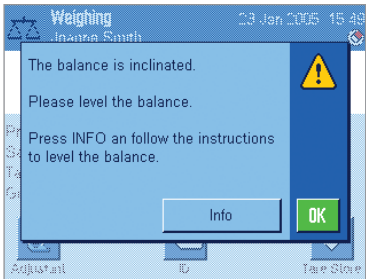 Weighing
23 Jan 2005 15:49
Joanna Smith
The balance is inclinated.
Please level the balance.
Press INFO an follow the instructions
to level the balance.
Info
OK
Adjust.int
ID
Tare Store